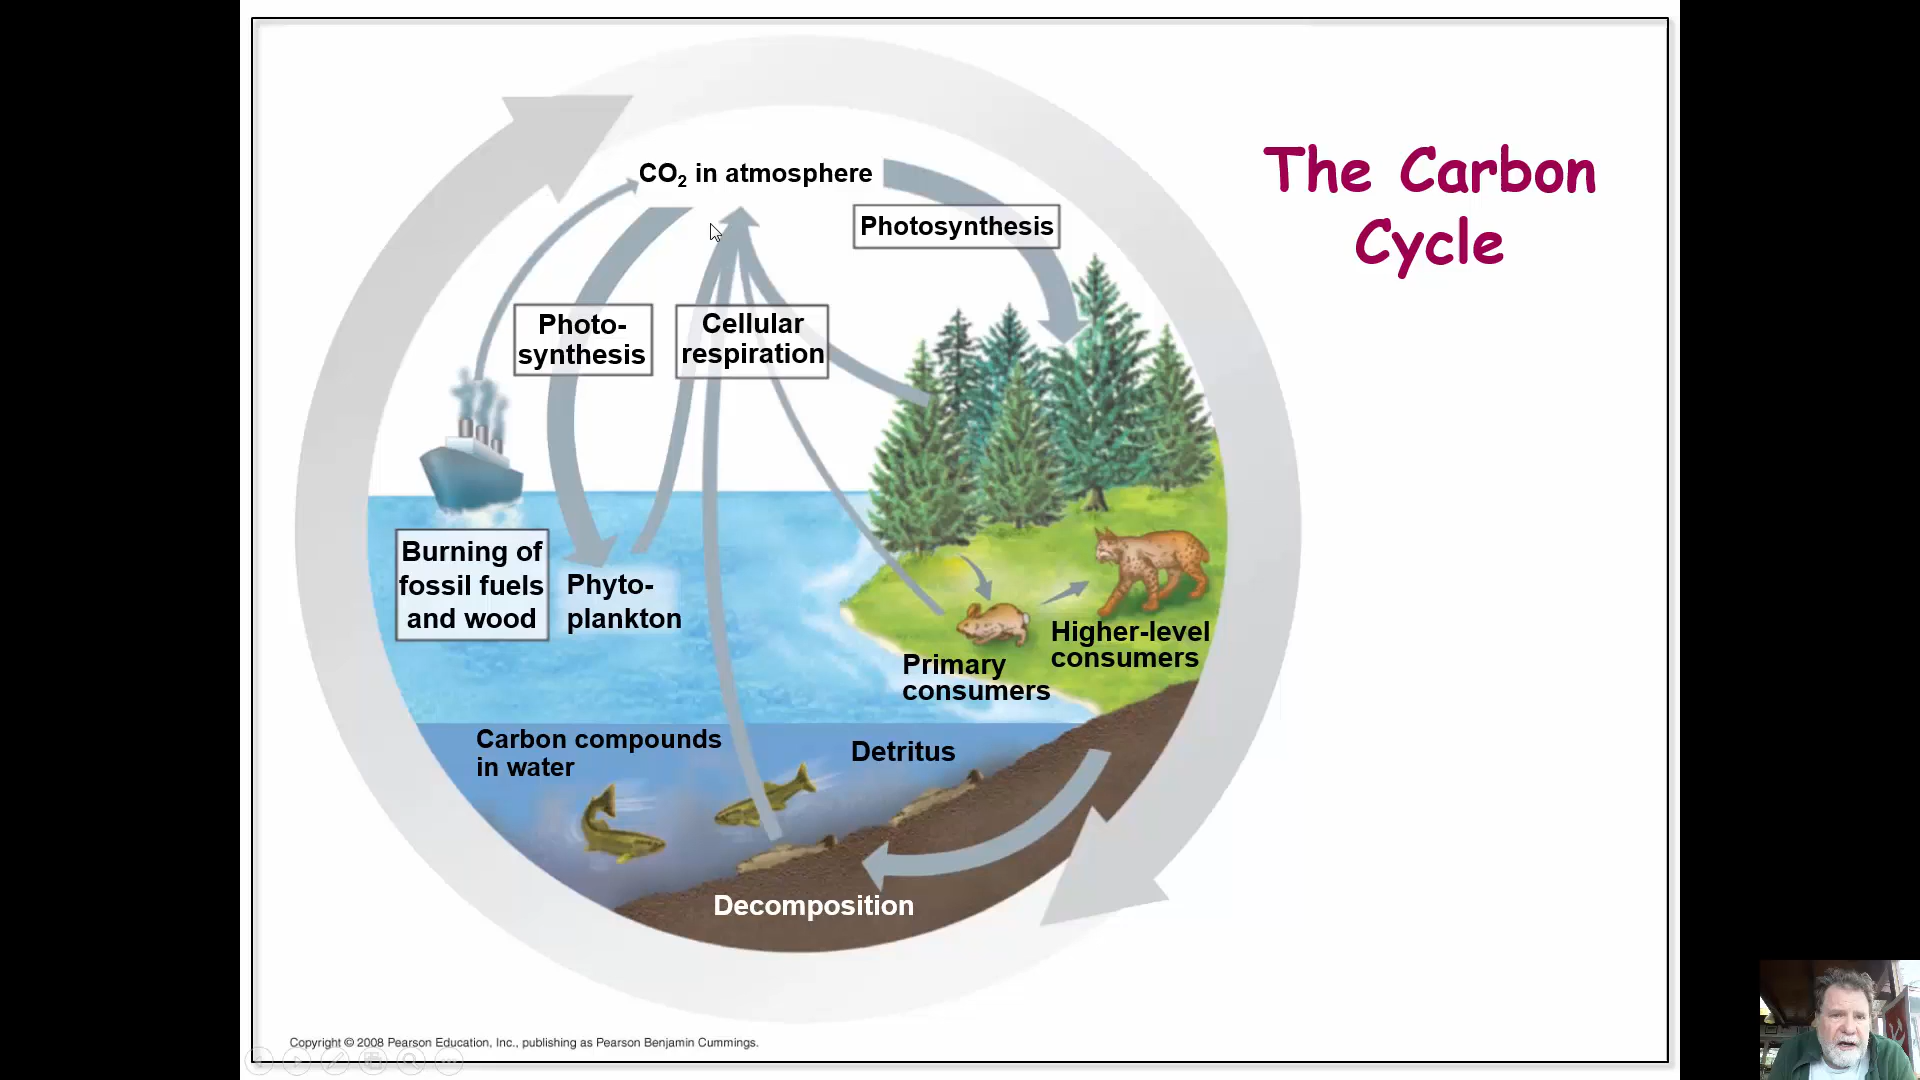 The Carbon
Cycle
CO₂ in atmosphere
Photosynthesis
Photo-
synthesis
Cellular
respiration
Burning of
fossil fuels
and wood
Phyto-
plankton
Higher-level
consumers
Primary
consumers
Carbon compounds
in water
Detritus
Decomposition
Copyright © 2008 Pearson Education, Inc., publishing as Pearson Benjamin Cummings.